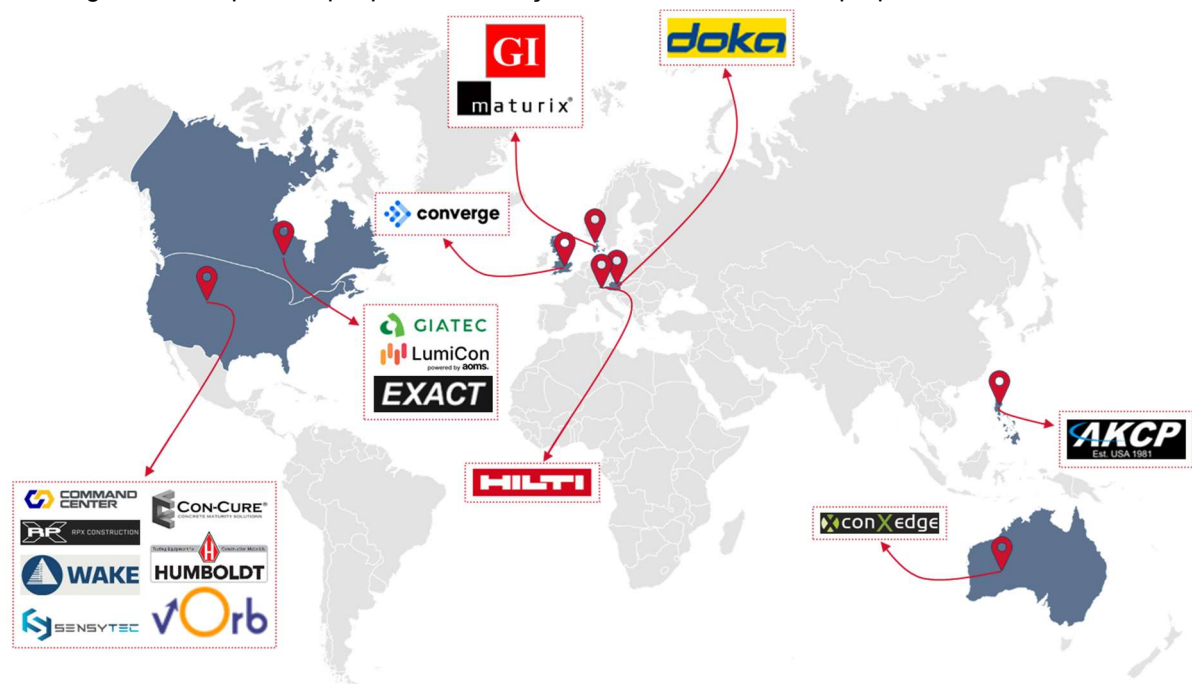 GI
maturix®
doka
converge
GIATEC
LumiCon
powered by aoms.
EXACT
HILTI
AKCP
Est. USA 1981
conXedge
COMMAND
CENTER
CON-CURE®
CONCRETE MATURITY SOLUTIONS
RPX CONSTRUCTION
H
HUMBOLDT
WAKE
SENSYTEC
vOrb